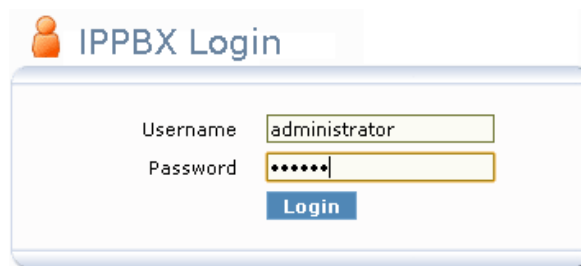 IPPBX Login
Username administrator
Password ••••••
Login